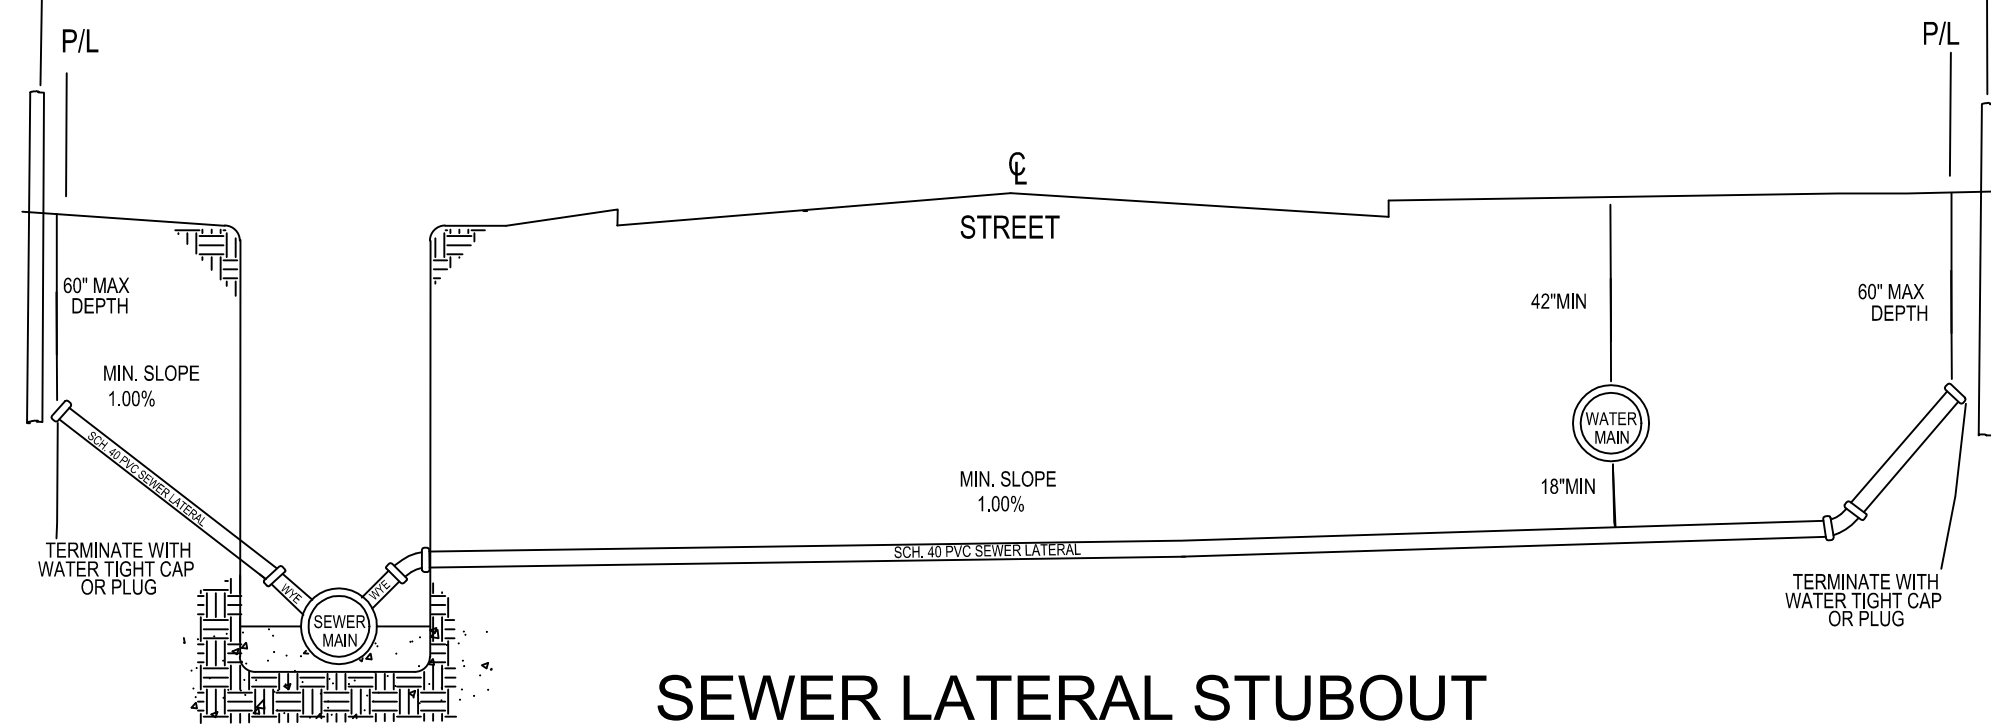 P/L
P/L
℄
STREET
60" MAX
DEPTH
42"MIN
60" MAX
DEPTH
MIN. SLOPE
1.00%
WATER
MAIN
SCH. 40 PVC SEWER LATERAL
MIN. SLOPE
1.00%
18"MIN
SCH. 40 PVC SEWER LATERAL
TERMINATE WITH
WATER TIGHT CAP
OR PLUG
WYE
WYE
SEWER
MAIN
TERMINATE WITH
WATER TIGHT CAP
OR PLUG
SEWER LATERAL STUBOUT